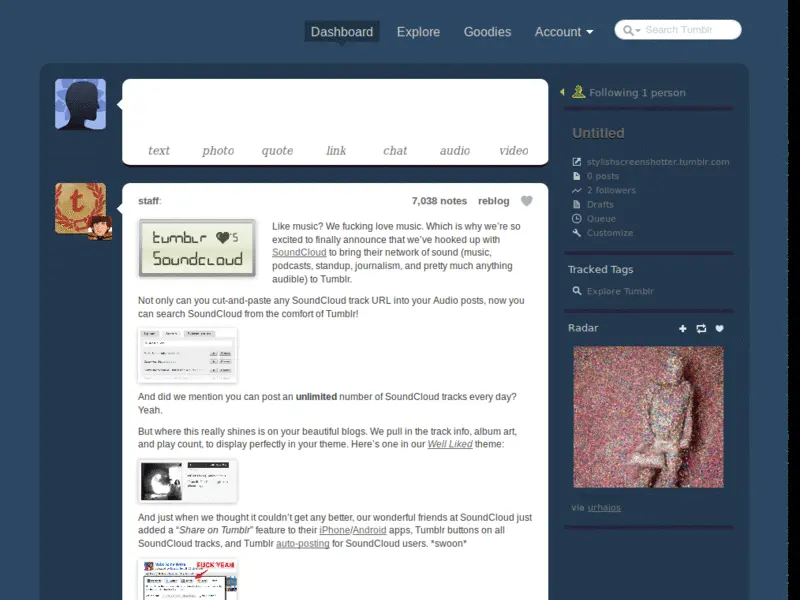 Dashboard
Explore
Goodies
Account
Search Tumblr
text
photo
quote
link
chat
audio
video
Following 1 person
Untitled
stylishscreenshotter.tumblr.com
0 posts
2 followers
Drafts
Queue
Customize
Tracked Tags
Explore Tumblr
Radar
via urhajos
staff:
7,038 notes
reblog
tumblr ♥'s
Soundcloud
Like music? We fucking love music. Which is why we're so
excited to finally announce that we've hooked up with
SoundCloud to bring their network of sound (music,
podcasts, standup, journalism, and pretty much anything
audible) to Tumblr.
Not only can you cut-and-paste any SoundCloud track URL into your Audio posts, now you
can search SoundCloud from the comfort of Tumblr!
And did we mention you can post an unlimited number of SoundCloud tracks every day?
Yeah.
But where this really shines is on your beautiful blogs. We pull in the track info, album art,
and play count, to display perfectly in your theme. Here's one in our Well Liked theme:
And just when we thought it couldn't get any better, our wonderful friends at SoundCloud just
added a “Share on Tumblr” feature to their iPhone/Android apps, Tumblr buttons on all
SoundCloud tracks, and Tumblr auto-posting for SoundCloud users. *swoon*
FUCK YEAH